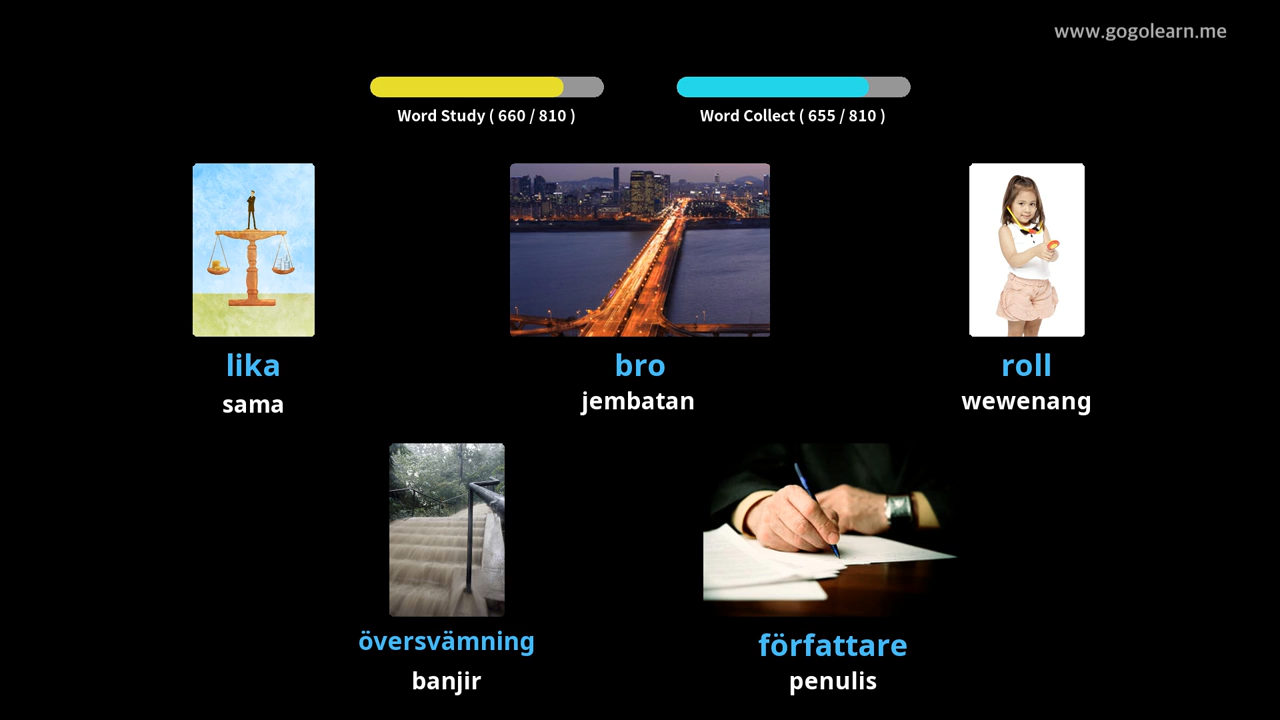 www.gogolearn.me
Word Study ( 660 / 810 )
Word Collect ( 655 / 810 )
lika
sama
bro
jembatan
roll
wewenang
översvämning
banjir
författare
penulis